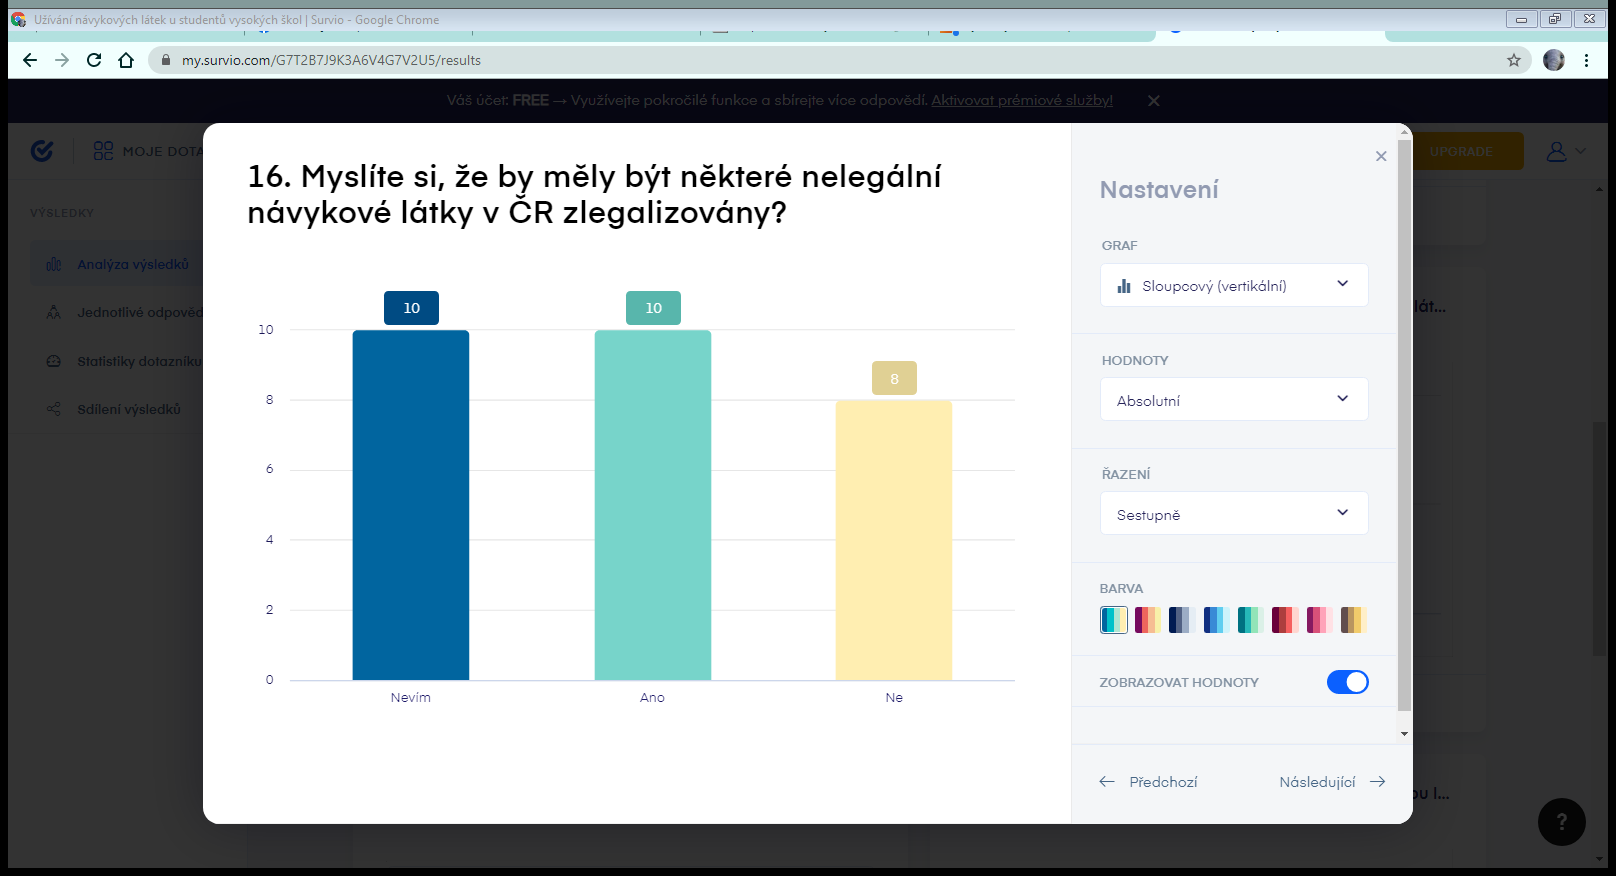 Užívání návykových látek u studentů vysokých škol | Survio - Google Chrome
my.survio.com/G7T2B7J9K3A6V4G7V2U5/results
Váš účet: FREE → Využívejte pokročilé funkce a sbírejte více odpovědí. Aktivovat prémiové služby!
MOJE DOTA
UPGRADE
VÝSLEDKY
Analýza výsledků
Jednotlivé odpověd
Statistiky dotazníku
Sdílení výsledků
16. Myslíte si, že by měly být některé nelegální
návykové látky v ČR zlegalizovány?
10
10
8
10
8
6
4
2
0
Nevím
Ano
Ne
Nastavení
GRAF
Sloupcový (vertikální)
HODNOTY
Absolutní
ŘAZENÍ
Sestupně
BARVA
ZOBRAZOVAT HODNOTY
← Předchozí
Následující →
lát...
ou l...
?